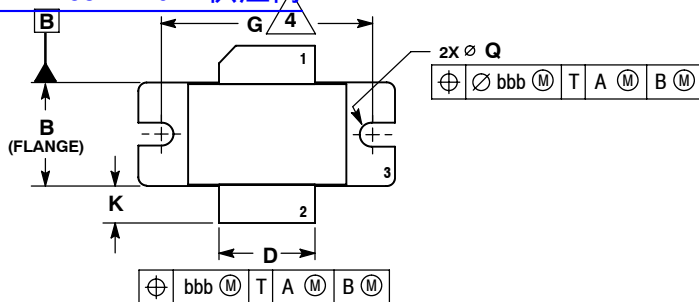 B
G
4
1
2X ⌀ Q
⌖ ⌀ bbb Ⓜ T A Ⓜ B Ⓜ
B
(FLANGE)
3
K
2
D
⌖ bbb Ⓜ T A Ⓜ B Ⓜ